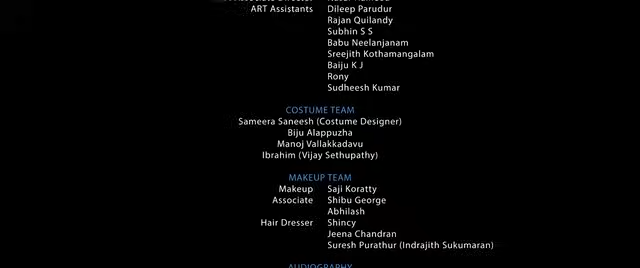 ART Assistants Dileep Parudur
Rajan Quilandy
Subhin S S
Babu Neelanjanam
Sreejith Kothamangalam
Baiju K J
Rony
Sudheesh Kumar
COSTUME TEAM
Sameera Saneesh (Costume Designer)
Biju Alappuzha
Manoj Vallakkadavu
Ibrahim (Vijay Sethupathy)
MAKEUP TEAM
Makeup Saji Koratty
Associate Shibu George
Abhilash
Hair Dresser Shincy
Jeena Chandran
Suresh Purathur (Indrajith Sukumaran)
AUDIOGRAPHY